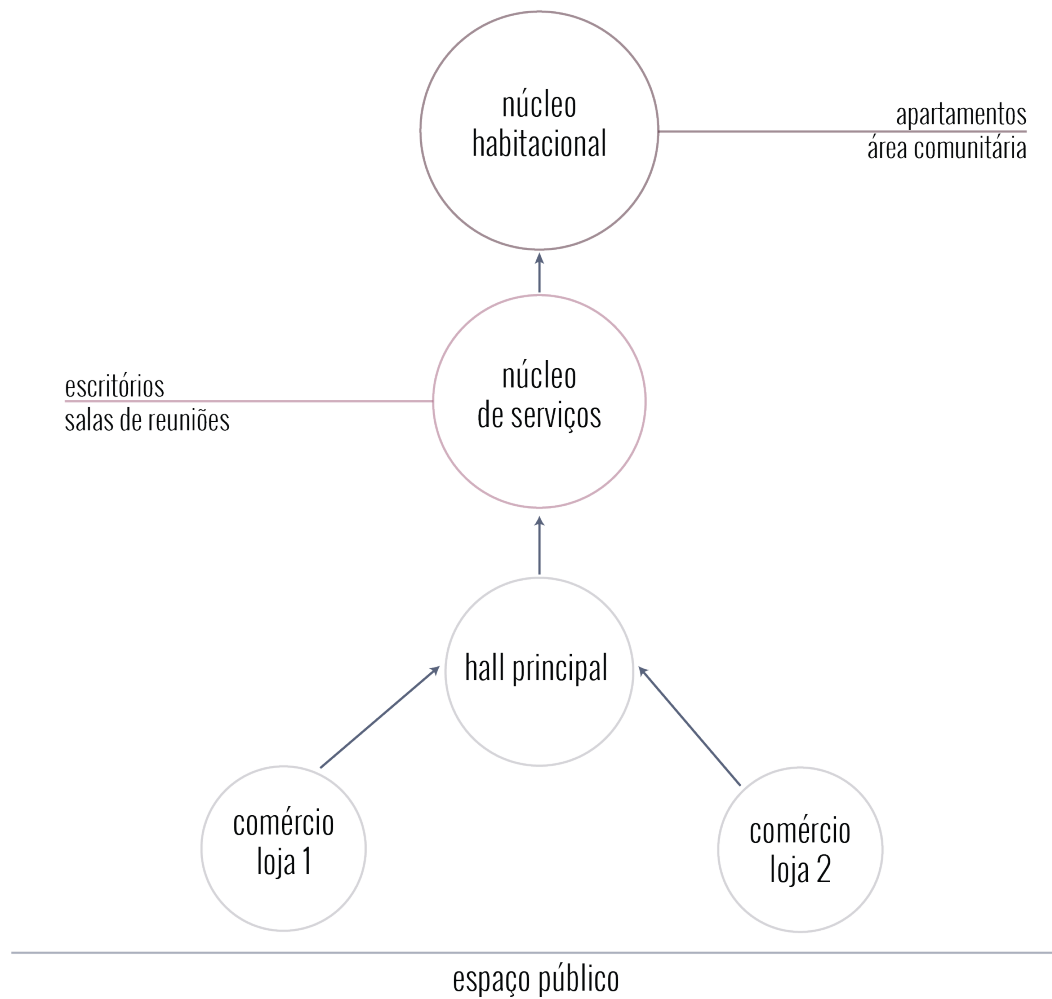 núcleo
habitacional
apartamentos
área comunitária
núcleo
de serviços
escritórios
salas de reuniões
hall principal
comércio
loja 1
comércio
loja 2
espaço público